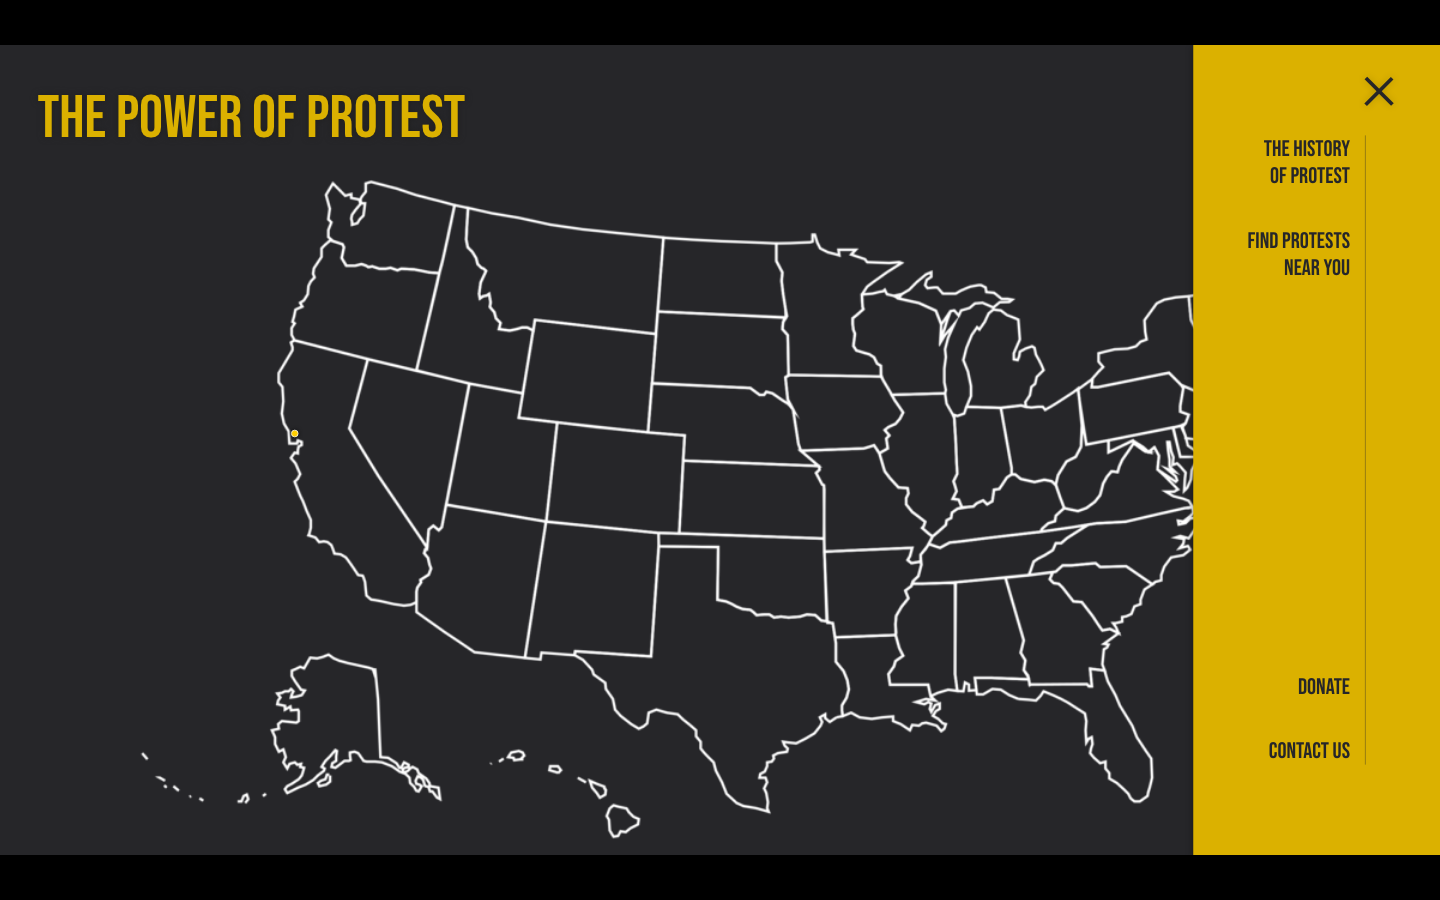 THE POWER OF PROTEST
THE HISTORY
OF PROTEST
FIND PROTESTS
NEAR YOU
DONATE
CONTACT US